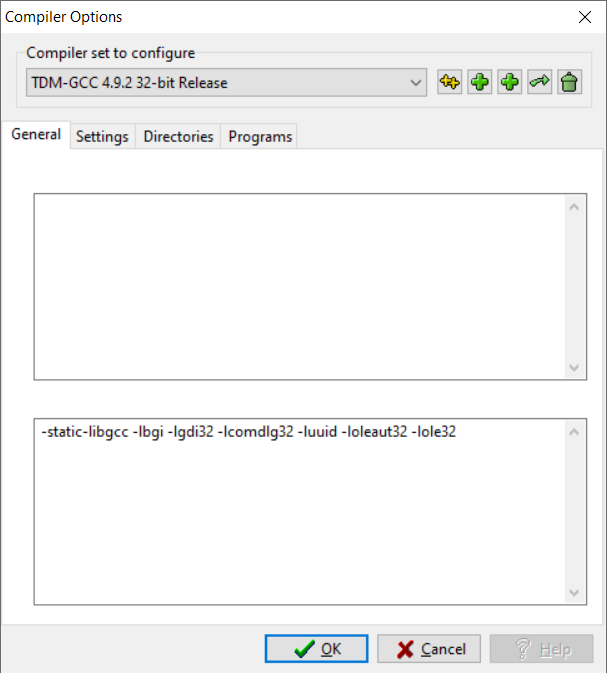 Compiler Options
Compiler set to configure
TDM-GCC 4.9.2 32-bit Release
General Settings Directories Programs
-static-libgcc -lbgi -lgdi32 -lcomdlg32 -luuid -loleaut32 -lole32
OK Cancel Help